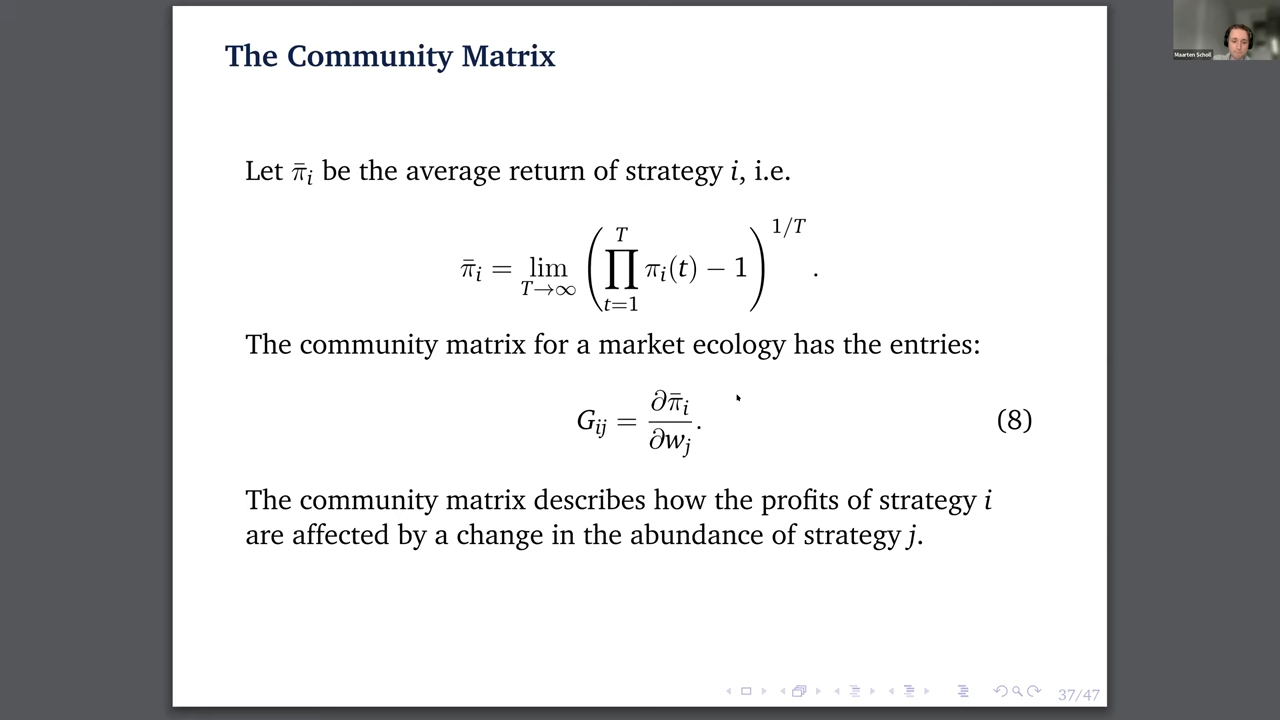 The Community Matrix
Maarten Scholl
Let π̄ᵢ be the average return of strategy i, i.e.
π̄ᵢ = lim_{T→∞} (∏_{t=1}^{T} πᵢ(t) − 1)^{1/T} .
The community matrix for a market ecology has the entries:
Gᵢⱼ = ∂π̄ᵢ / ∂wⱼ . (8)
The community matrix describes how the profits of strategy i
are affected by a change in the abundance of strategy j.
37/47